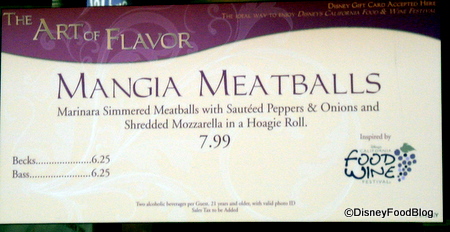 Disney Gift Card Accepted Here
The ideal way to enjoy Disney's California Food & Wine Festival
The Art of Flavor
Mangia Meatballs
Marinara Simmered Meatballs with Sautéed Peppers & Onions and
Shredded Mozzarella in a Hoagie Roll.
7.99
Becks......................6.25
Bass........................6.25
Inspired by
FOOD
WINE
FESTIVAL
Two alcoholic beverages per Guest. 21 years and older, with valid photo ID
Sales Tax to be Added
©DisneyFoodBlog